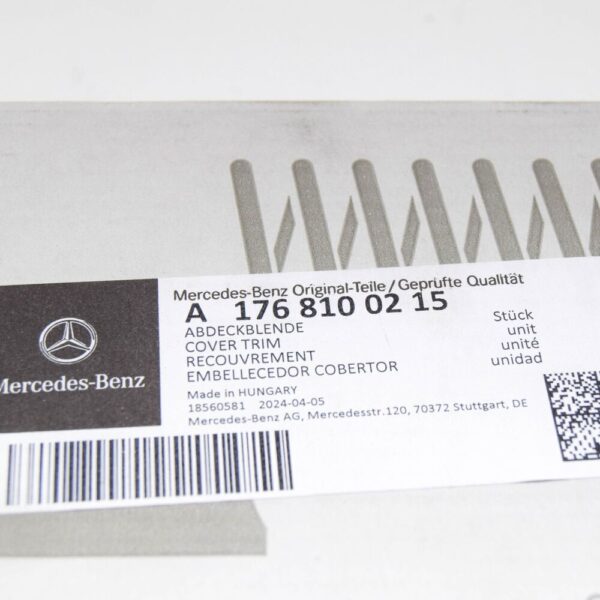 Mercedes-Benz Original-Teile/Geprüfte Qualität
A 176 810 02 15
ABDECKBLENDE
COVER TRIM
RECOUVREMENT
EMBELLECEDOR COBERTOR
Stück
unit
unité
unidad
Made in HUNGARY
18560581 2024-04-05
Mercedes-Benz AG, Mercedesstr.120, 70372 Stuttgart, DE
Mercedes-Benz